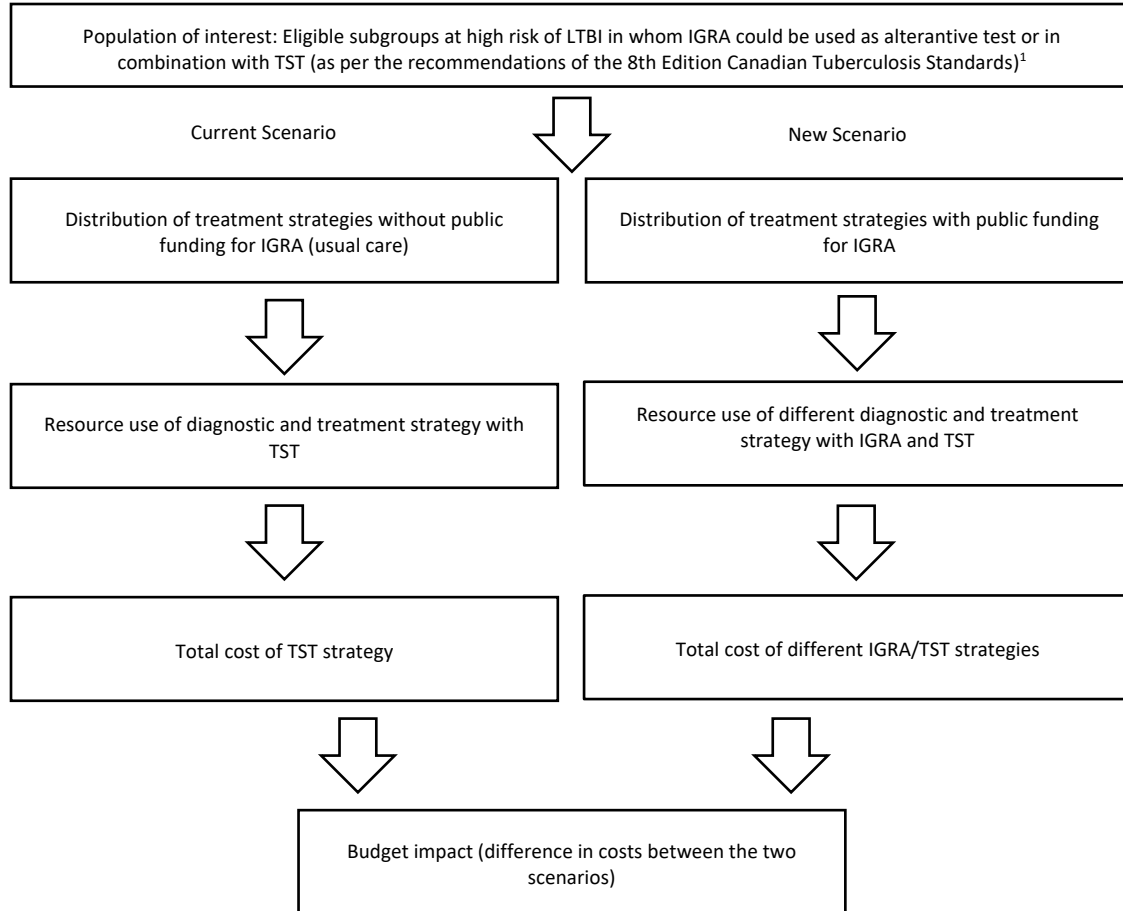 Population of interest: Eligible subgroups at high risk of LTBI in whom IGRA could be used as alterantive test or in
combination with TST (as per the recommendations of the 8th Edition Canadian Tuberculosis Standards)¹
Current Scenario
New Scenario
Distribution of treatment strategies without public
funding for IGRA (usual care)
Distribution of treatment strategies with public funding
for IGRA
Resource use of diagnostic and treatment strategy with
TST
Resource use of different diagnostic and treatment
strategy with IGRA and TST
Total cost of TST strategy
Total cost of different IGRA/TST strategies
Budget impact (difference in costs between the two
scenarios)